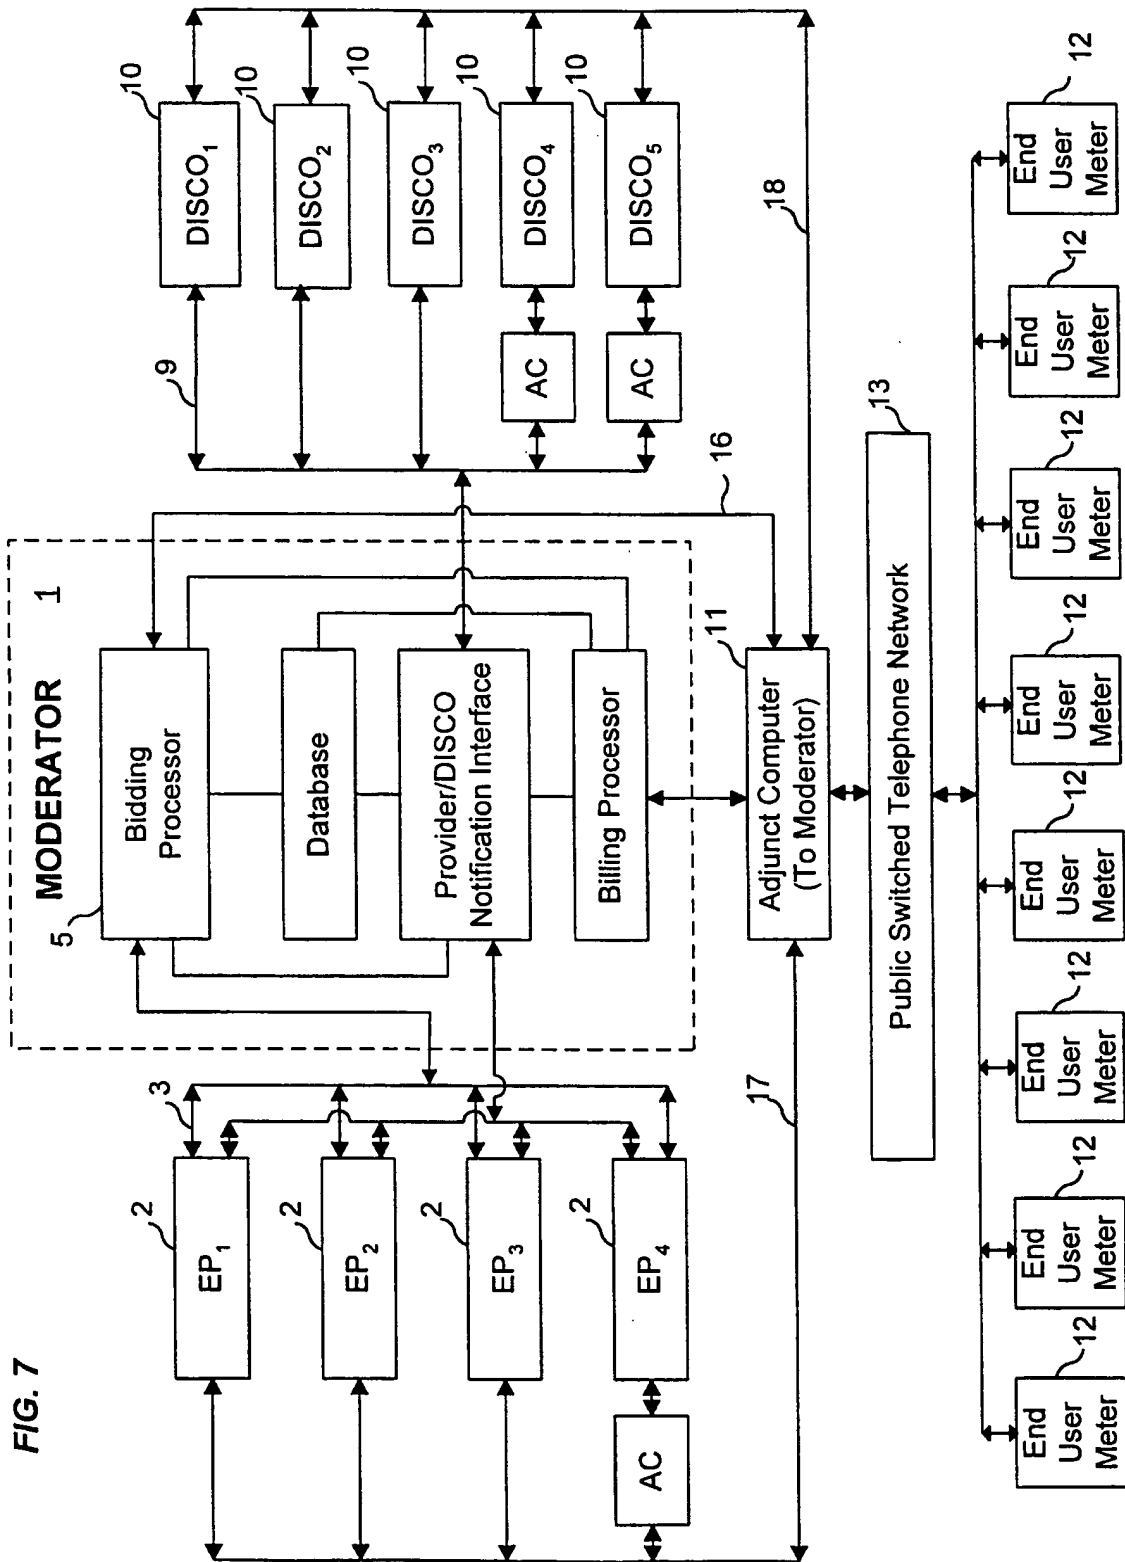 FIG. 7
MODERATOR
1
5
Bidding
Processor
Database
Provider/DISCO
Notification Interface
Billing Processor
3
2
EP1
2
EP2
2
EP3
2
EP4
AC
9
10
DISCO1
10
DISCO2
10
DISCO3
10
DISCO4
AC
10
DISCO5
AC
16
17
18
11
Adjunct Computer
(To Moderator)
13
Public Switched Telephone Network
12
End
User
Meter
12
End
User
Meter
12
End
User
Meter
12
End
User
Meter
12
End
User
Meter
12
End
User
Meter
12
End
User
Meter
12
End
User
Meter